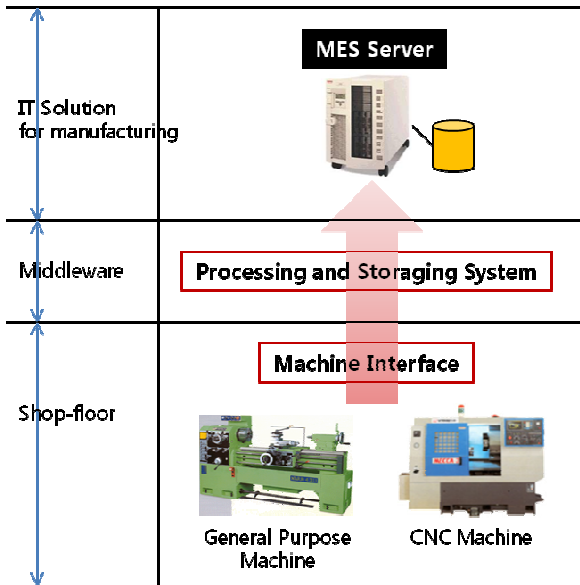 MES Server
IT Solution
for manufacturing
Middleware
Processing and Storaging System
Machine Interface
Shop-floor
General Purpose
Machine
CNC Machine